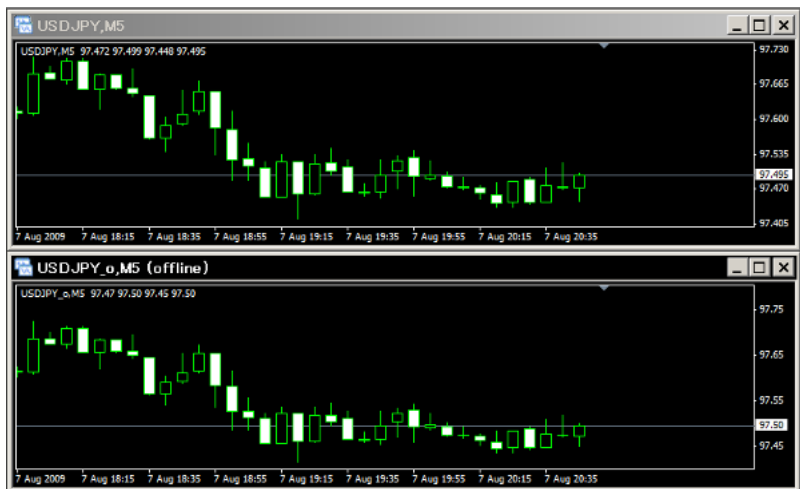 USDJPY,M5
USDJPY,M5 97.472 97.499 97.448 97.495
97.730
97.665
97.600
97.535
97.495
97.470
97.405
7 Aug 2009 7 Aug 18:15 7 Aug 18:35 7 Aug 18:55 7 Aug 19:15 7 Aug 19:35 7 Aug 19:55 7 Aug 20:15 7 Aug 20:35
USDJPY_o,M5 (offline)
USDJPY_o,M5 97.47 97.50 97.45 97.50
97.75
97.65
97.55
97.50
97.45
7 Aug 2009 7 Aug 18:15 7 Aug 18:35 7 Aug 18:55 7 Aug 19:15 7 Aug 19:35 7 Aug 19:55 7 Aug 20:15 7 Aug 20:35